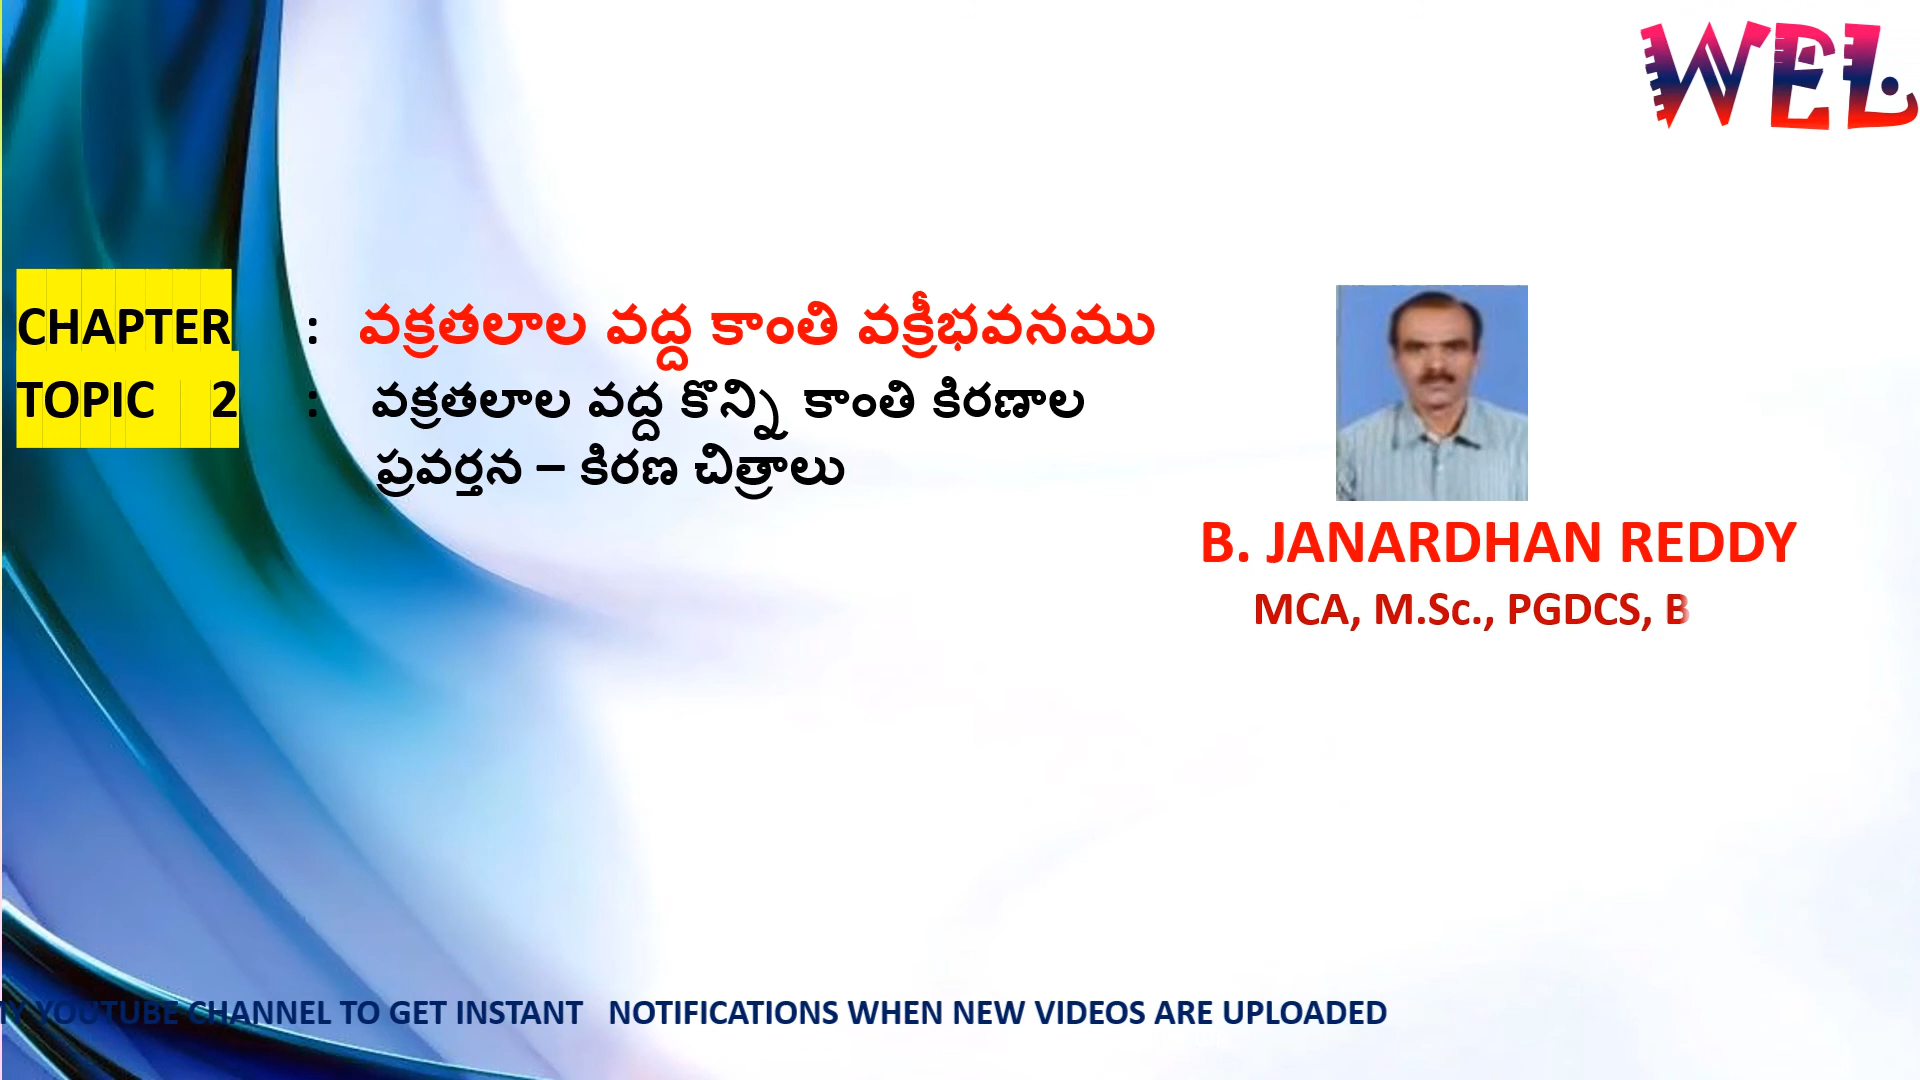 WEL
CHAPTER : వక్రతలాల వద్ద కాంతి వక్రీభవనము
TOPIC 2 : వక్రతలాల వద్ద కొన్ని కాంతి కిరణాల
ప్రవర్తన – కిరణ చిత్రాలు
B. JANARDHAN REDDY
MCA, M.Sc., PGDCS, B
TY YOUTUBE CHANNEL TO GET INSTANT NOTIFICATIONS WHEN NEW VIDEOS ARE UPLOADED